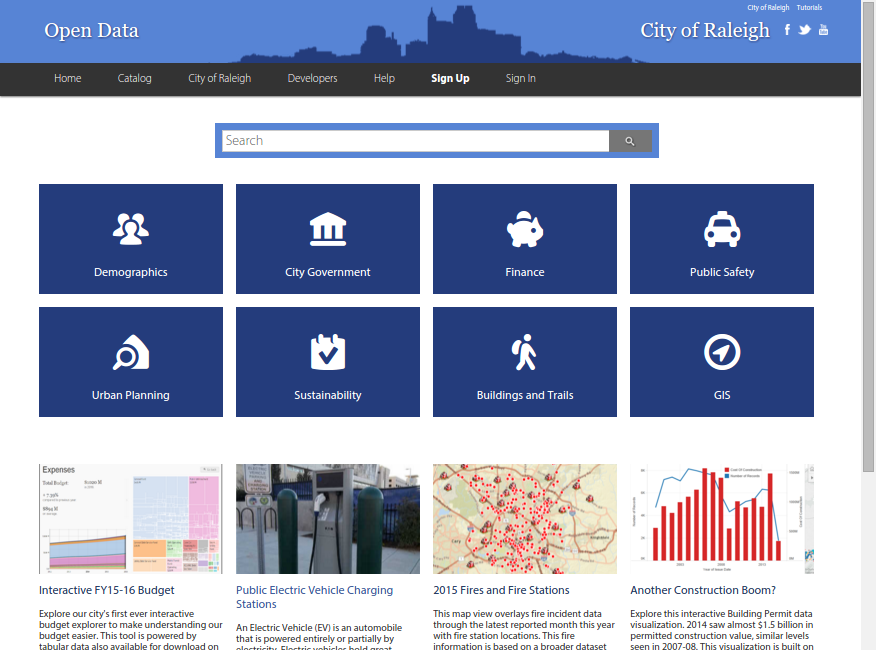 City of Raleigh Tutorials
Open Data
City of Raleigh
Home Catalog City of Raleigh Developers Help Sign Up Sign In
Search
Demographics
City Government
Finance
Public Safety
Urban Planning
Sustainability
Buildings and Trails
GIS
Expenses
Total Budget
Cary
Interactive FY15-16 Budget
Explore our city's first ever interactive
budget explorer to make understanding our
budget easier. This tool is powered by
tabular data also available for download on
Public Electric Vehicle Charging
Stations
An Electric Vehicle (EV) is an automobile
that is powered entirely or partially by
electricity. Electric vehicles hold great
2015 Fires and Fire Stations
This map view overlays fire incident data
through the latest reported month this year
with fire station locations. This fire
information is based on a broader dataset
Another Construction Boom?
Explore this interactive Building Permit data
visualization. 2014 saw almost $1.5 billion in
permitted construction value, similar levels
seen in 2007-08. This visualization is built on